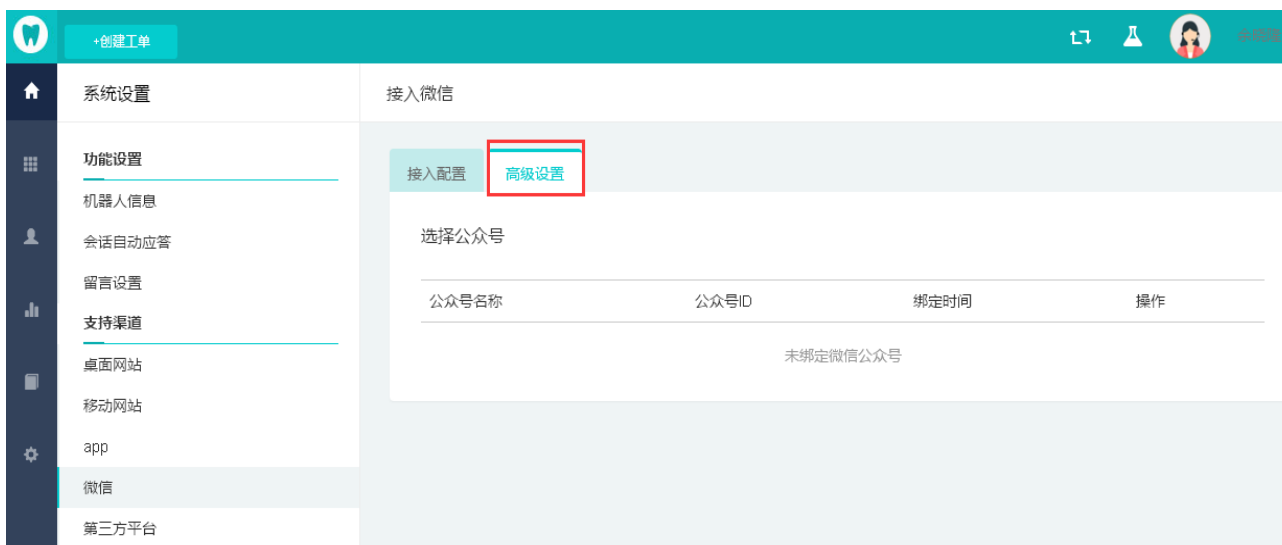 +创建工单
系统设置
接入微信
功能设置
机器人信息
会话自动应答
留言设置
支持渠道
桌面网站
移动网站
app
微信
第三方平台
接入配置
高级设置
选择公众号
公众号名称
公众号ID
绑定时间
操作
未绑定微信公众号